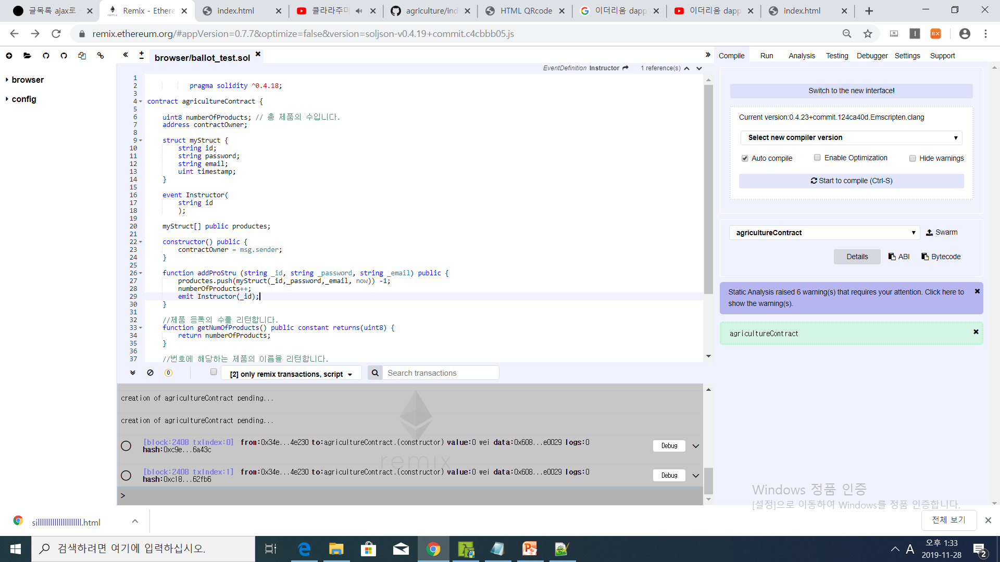 글목록 ajax로
Remix - Ethere
index.html
클라라주미
agriculture/ind
HTML QRcode
이더리움 dapp
이더리움 dapp
index.html
remix.ethereum.org/#appVersion=0.7.7&optimize=false&version=soljson-v0.4.19+commit.c4cbbb05.js
browser/ballot_test.sol
Compile Run Analysis Testing Debugger Settings Support
EventDefinition Instructor 1 reference(s)
browser
config
1
2 pragma solidity ^0.4.18;
3
4 contract agricultureContract {
5
6 uint8 numberOfProducts; // 총 제품의 수입니다.
7 address contractOwner;
8
9 struct myStruct {
10 string id;
11 string password;
12 string email;
13 uint timestamp;
14 }
15
16 event Instructor(
17 string id
18 );
19
20 myStruct[] public productes;
21
22 constructor() public {
23 contractOwner = msg.sender;
24 }
25
26 function addProStru (string _id, string _password, string _email) public {
27 productes.push(myStruct(_id,_password,_email, now)) -1;
28 numberOfProducts++;
29 emit Instructor(_id);
30 }
31
32 //제품 등록의 수를 리턴합니다.
33 function getNumOfProducts() public constant returns(uint8) {
34 return numberOfProducts;
35 }
36
37 //번호에 해당하는 제품의 이름을 리턴합니다.
0
[2] only remix transactions, script
Search transactions
creation of agricultureContract pending...
creation of agricultureContract pending...
[block:2408 txIndex:0] from:0x34e...4e230 to:agricultureContract.(constructor) value:0 wei data:0x608...e0029 logs:0
hash:0xc9e...6a43c
Debug
[block:2408 txIndex:1] from:0x34e...4e230 to:agricultureContract.(constructor) value:0 wei data:0x608...e0029 logs:0
hash:0xc18...62fb6
Debug
remix
>
Switch to the new interface!
Current version:0.4.23+commit.124ca40d.Emscripten.clang
Select new compiler version
Auto compile Enable Optimization Hide warnings
Start to compile (Ctrl-S)
agricultureContract
Swarm
Details ABI Bytecode
Static Analysis raised 6 warning(s) that requires your attention. Click here to
show the warning(s).
agricultureContract
Windows 정품 인증
[설정]으로 이동하여 Windows를 정품 인증합니다.
silllllllllllllllllllll.html
전체 보기
검색하려면 여기에 입력하십시오.
A
오후 1:33
2019-11-28
2